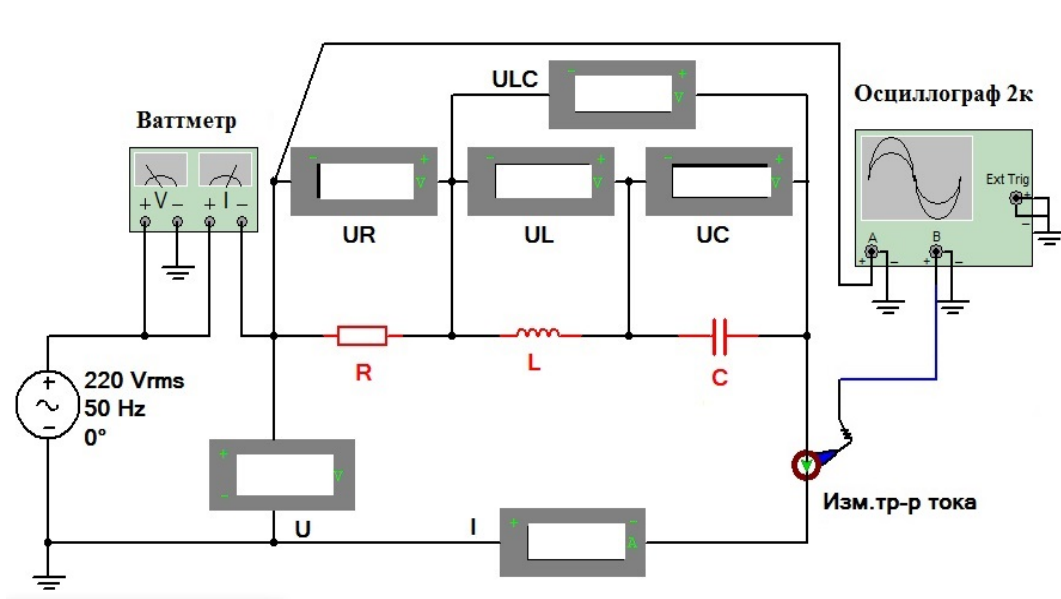 ULC
Осциллограф 2к
Ваттметр
Ext Trig
+ V − + I −
UR
UL
UC
A
B
R
L
C
220 Vrms
50 Hz
0°
V
V
V
V
V
A
U
I
Изм.тр-р тока